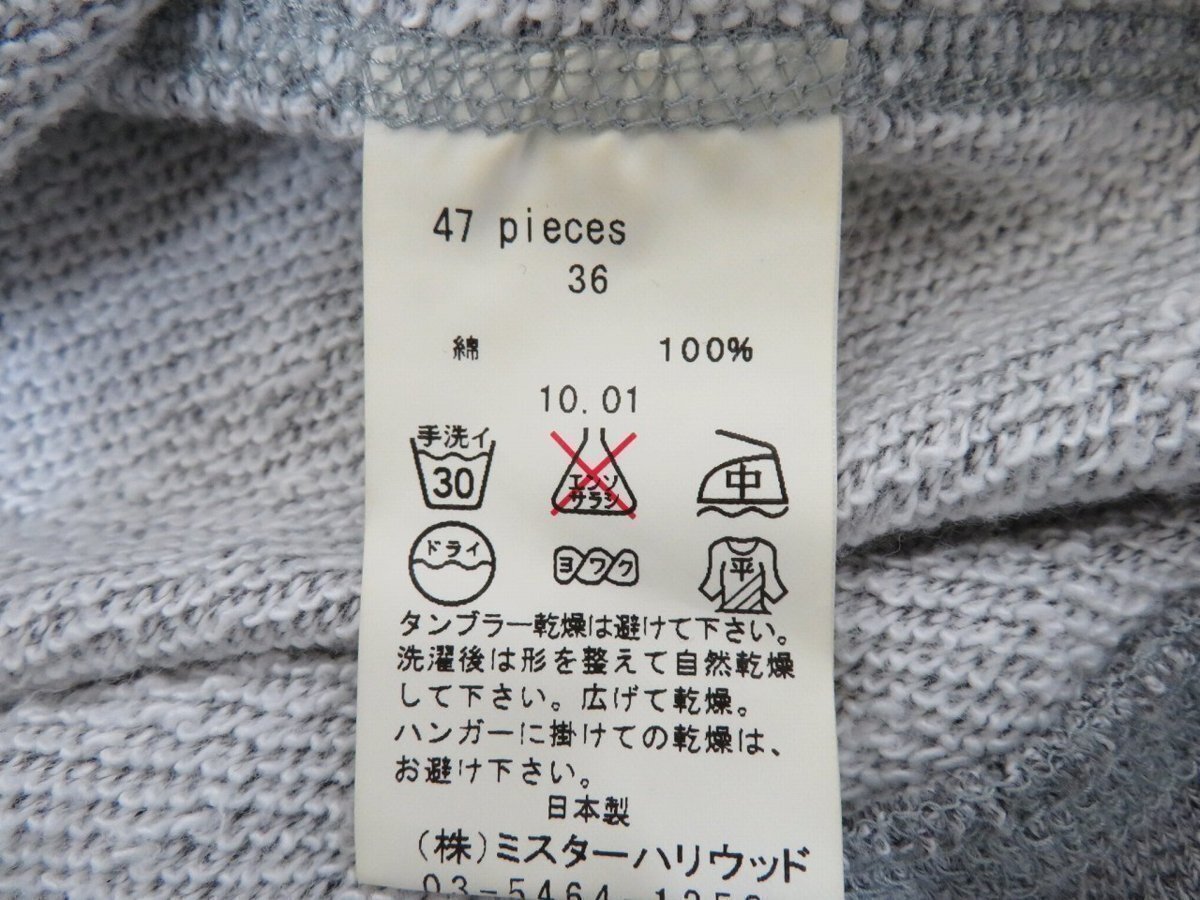 47 pieces
36
綿 100%
10.01
手洗イ
30
エンソ
サラシ
中
ドライ
ヨワク
平
タンブラー乾燥は避けて下さい。
洗濯後は形を整えて自然乾燥
して下さい。広げて乾燥。
ハンガーに掛けての乾燥は、
お避け下さい。
日本製
(株)ミスターハリウッド
03-5464